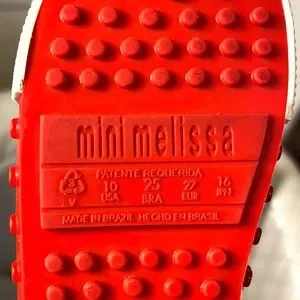 mini melissa
PATENTE REQUERIDA
10 25 27 16
USA BRA EUR JPN
V
MADE IN BRAZIL HECHO EN BRASIL